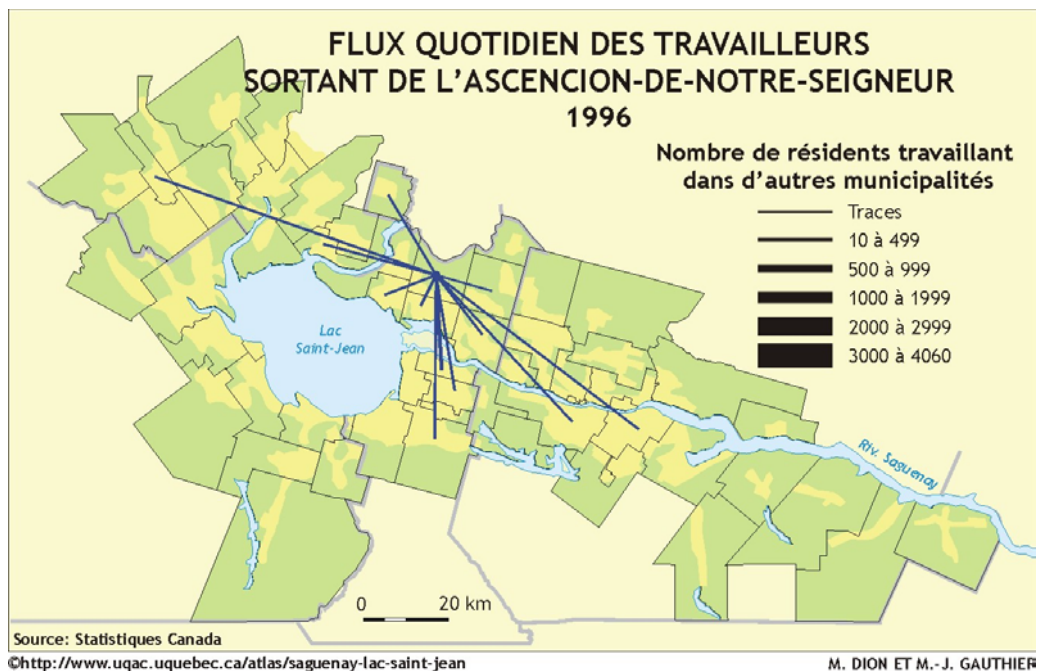 FLUX QUOTIDIEN DES TRAVAILLEURS
SORTANT DE L'ASCENCION-DE-NOTRE-SEIGNEUR
1996
Nombre de résidents travaillant
dans d'autres municipalités
Traces
10 à 499
500 à 999
1000 à 1999
2000 à 2999
3000 à 4060
Lac
Saint-Jean
Riv. Saguenay
0 20 km
Source: Statistiques Canada
©http://www.uqac.uquebec.ca/atlas/saguenay-lac-saint-jean
M. DION ET M.-J. GAUTHIER